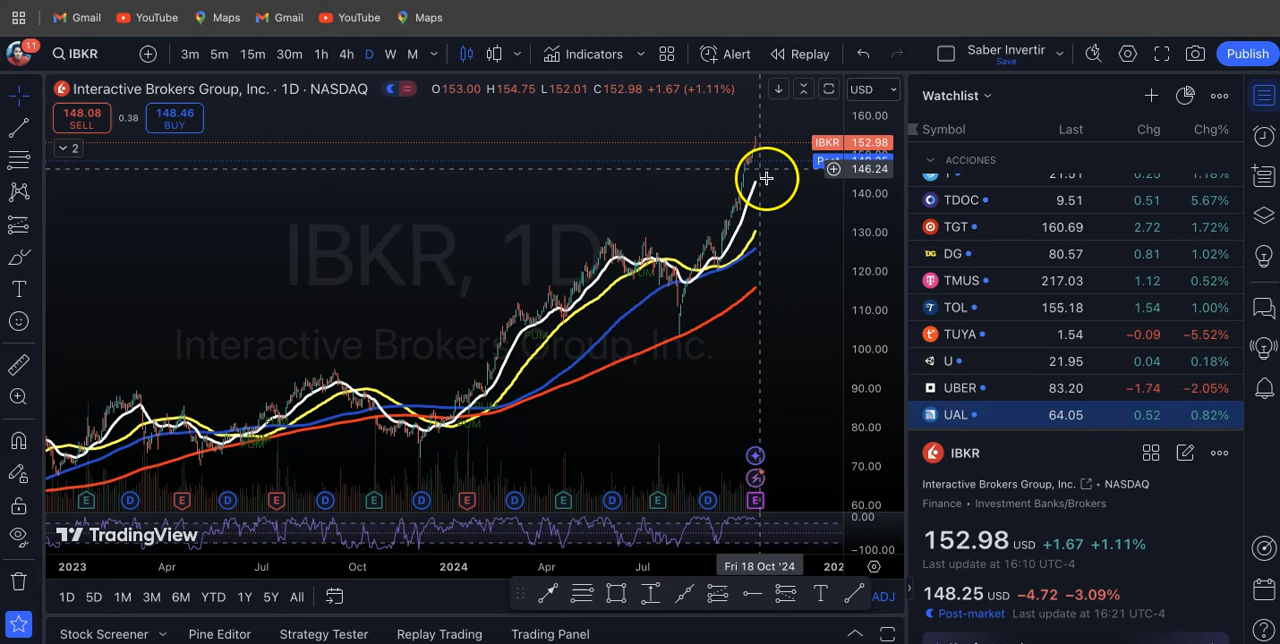 Gmail YouTube Maps Gmail YouTube Maps
11 IBKR 3m 5m 15m 30m 1h 4h D W M Indicators Alert Replay Saber Invertir Save Publish
Interactive Brokers Group, Inc. · 1D · NASDAQ O153.00 H154.75 L152.01 C152.98 +1.67 (+1.11%) USD
148.08 SELL 0.38 148.46 BUY
2
160.00
IBKR 152.98
146.24
140.00
130.00
120.00
110.00
100.00
90.00
80.00
70.00
60.00
0.00
−100.00
IBKR, 1D
Interactive Brokers Group, Inc.
E D E D E D E D E D E D E D E
TradingView
2023 Apr Jul Oct 2024 Apr Jul Fri 18 Oct '24
1D 5D 1M 3M 6M YTD 1Y 5Y All ADJ
Stock Screener Pine Editor Strategy Tester Replay Trading Trading Panel
Watchlist
Symbol Last Chg Chg%
ACCIONES
TDOC 9.51 0.51 5.67%
TGT 160.69 2.72 1.72%
DG DG 80.57 0.81 1.02%
TMUS 217.03 1.12 0.52%
TOL 155.18 1.54 1.00%
TUYA 1.54 −0.09 −5.52%
U 21.95 0.04 0.18%
UBER 83.20 −1.74 −2.05%
UAL 64.05 0.52 0.82%
IBKR
Interactive Brokers Group, Inc. • NASDAQ
Finance • Investment Banks/Brokers
152.98 USD +1.67 +1.11%
Last update at 16:10 UTC-4
148.25 USD −4.72 −3.09%
Post-market Last update at 16:21 UTC-4